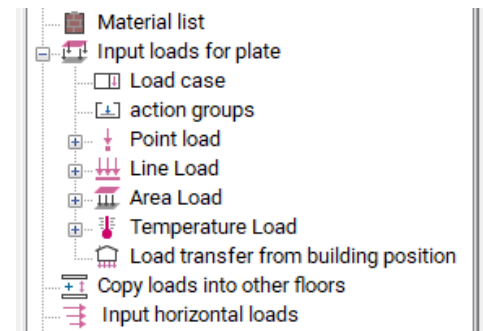 Material list
Input loads for plate
Load case
action groups
Point load
Line Load
Area Load
Temperature Load
Load transfer from building position
Copy loads into other floors
Input horizontal loads